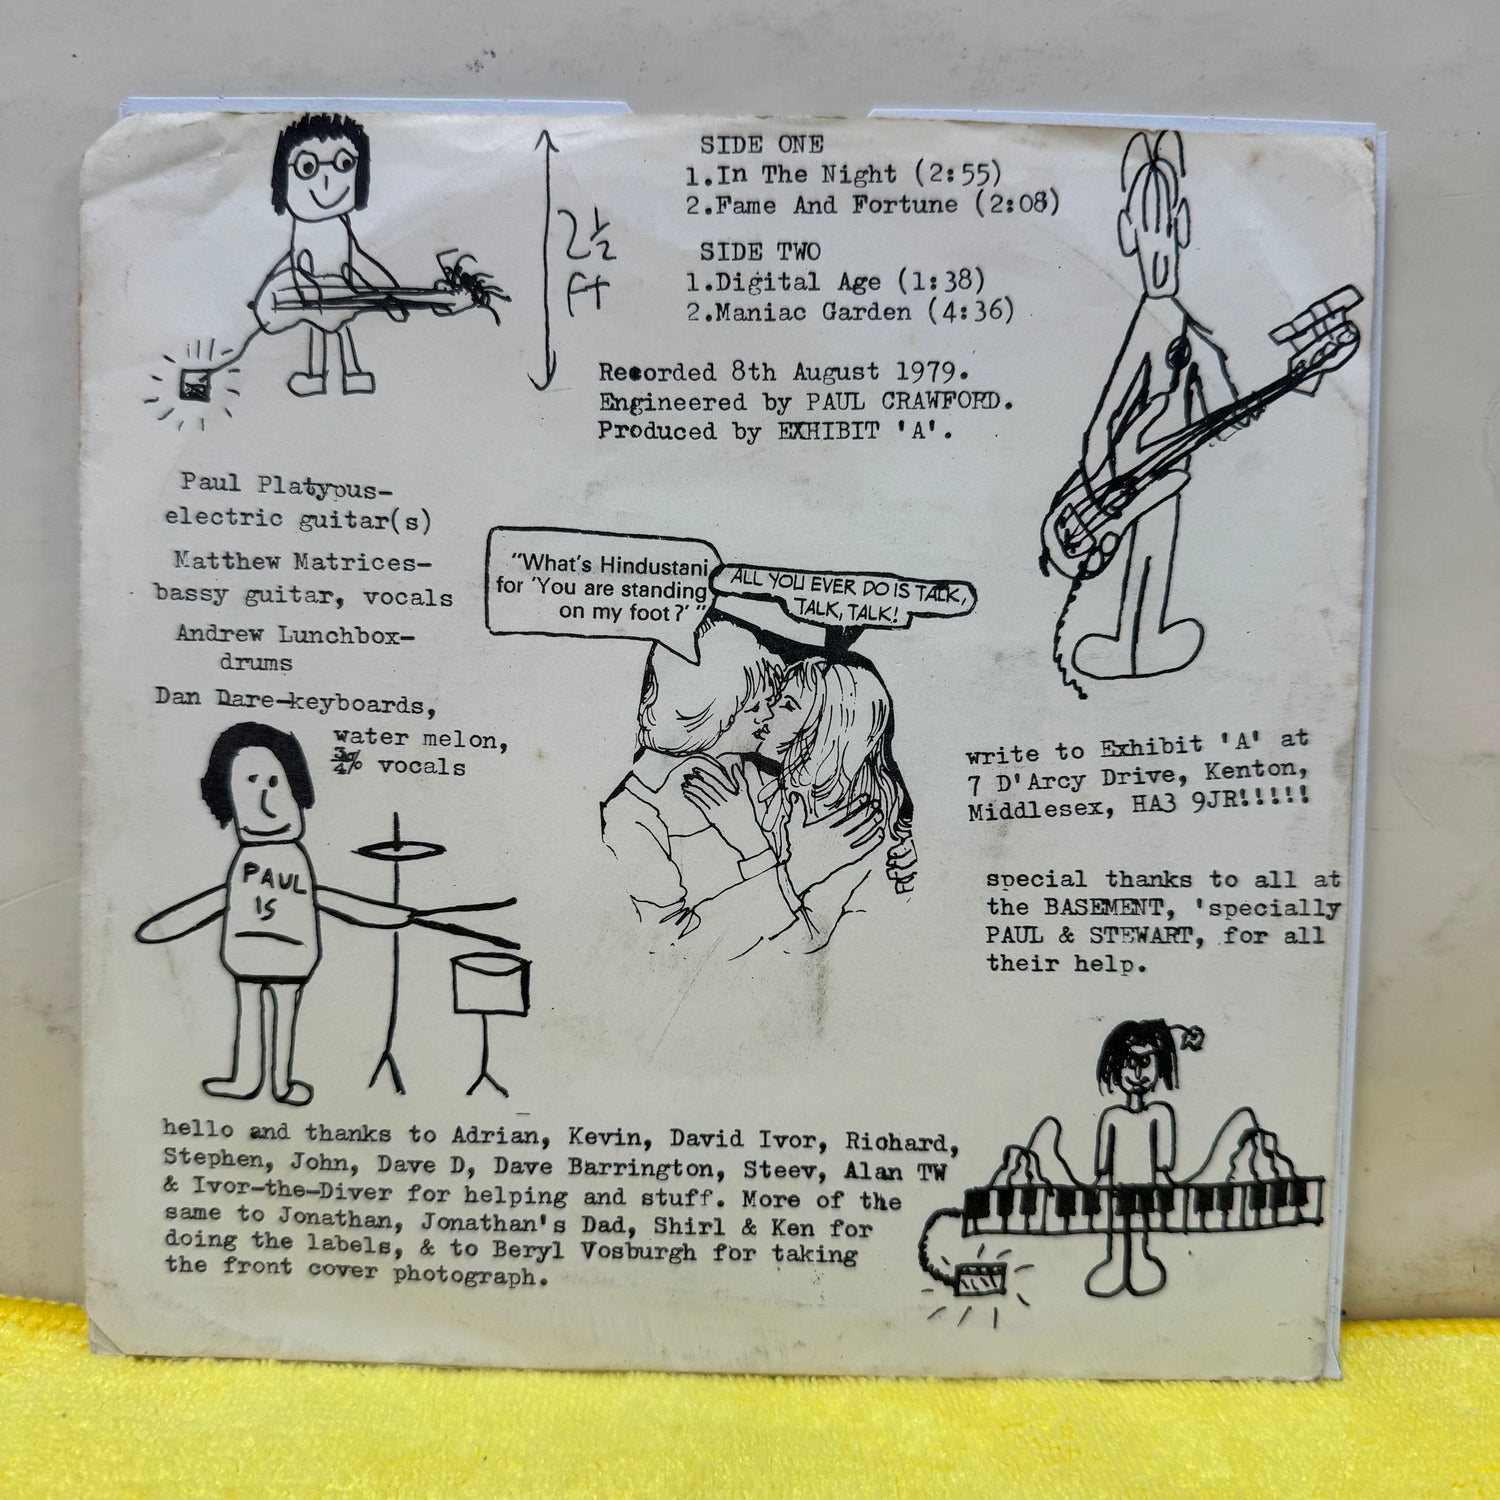 SIDE ONE
1.In The Night (2:55)
2.Fame And Fortune (2:08)
SIDE TWO
1.Digital Age (1:38)
2.Maniac Garden (4:36)
2½
ft
Recorded 8th August 1979.
Engineered by PAUL CRAWFORD.
Produced by EXHIBIT 'A'.
Paul Platypus-
electric guitar(s)
Matthew Matrices-
bassy guitar, vocals
Andrew Lunchbox-
drums
Dan Dare-keyboards,
water melon,
vocals
"What's Hindustani
for 'You are standing
on my foot?' "
ALL YOU EVER DO IS TALK,
TALK, TALK!
PAUL
IS
write to Exhibit 'A' at
7 D'Arcy Drive, Kenton,
Middlesex, HA3 9JR!!!!!
special thanks to all at
the BASEMENT, 'specially
PAUL & STEWART, for all
their help.
hello and thanks to Adrian, Kevin, David Ivor, Richard,
Stephen, John, Dave D, Dave Barrington, Steev, Alan TW
& Ivor-the-Diver for helping and stuff. More of the
same to Jonathan, Jonathan's Dad, Shirl & Ken for
doing the labels, & to Beryl Vosburgh for taking
the front cover photograph.